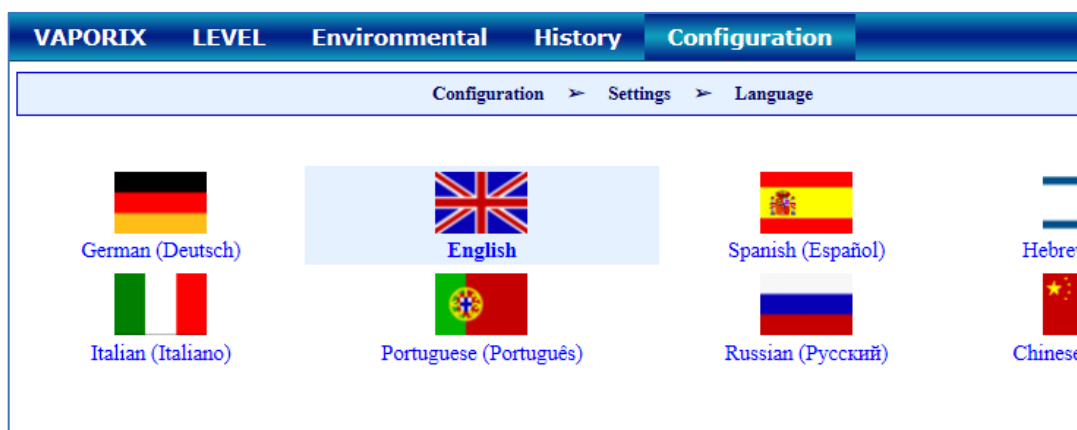 VAPORIX LEVEL Environmental History Configuration
Configuration ➢ Settings ➢ Language
German (Deutsch) English Spanish (Español)
Italian (Italiano) Portuguese (Português) Russian (Русский) Chinese